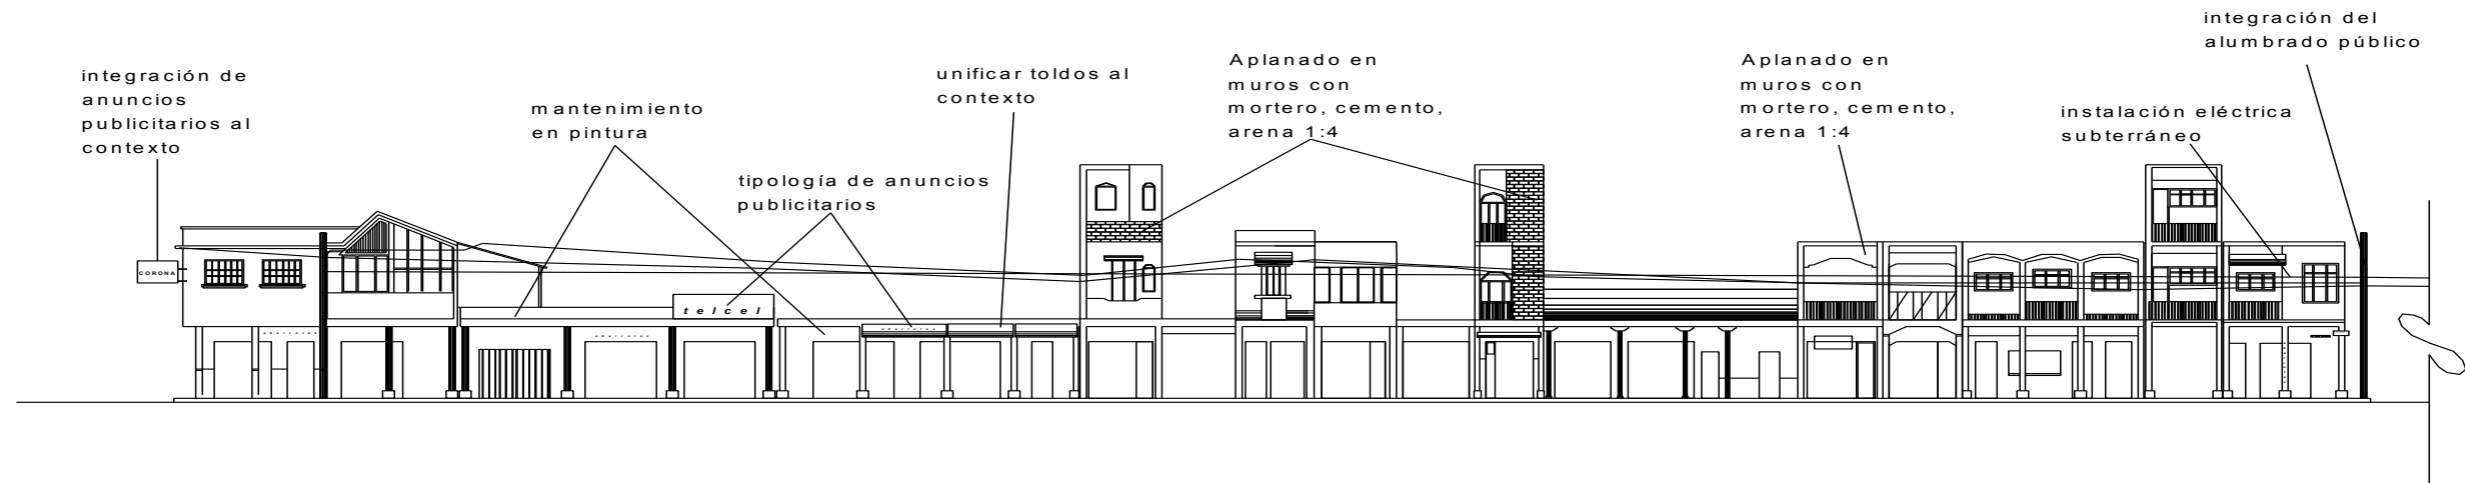 integración de
anuncios
publicitarios al
contexto
mantenimiento
en pintura
tipología de anuncios
publicitarios
unificar toldos al
contexto
Aplanado en
muros con
mortero, cemento,
arena 1:4
Aplanado en
muros con
mortero, cemento,
arena 1:4
instalación eléctrica
subterráneo
integración del
alumbrado público
CORONA
telcel